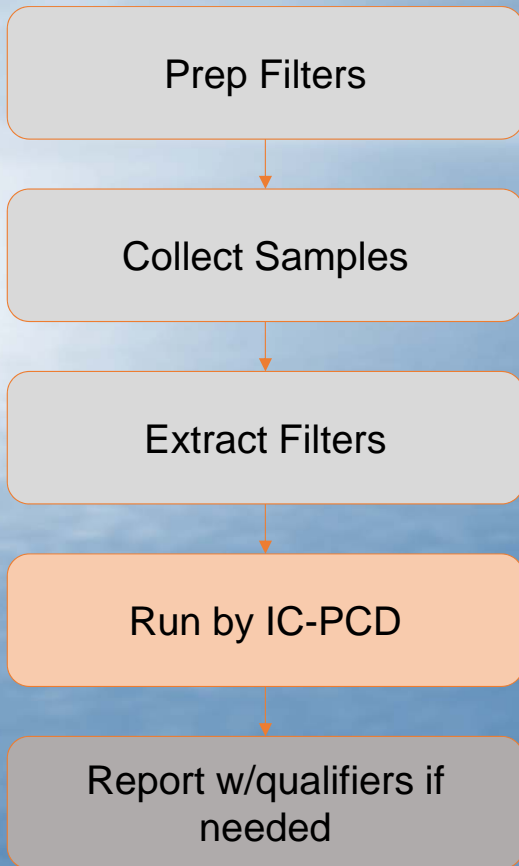 Prep Filters
Collect Samples
Extract Filters
Run by IC-PCD
Report w/qualifiers if
needed